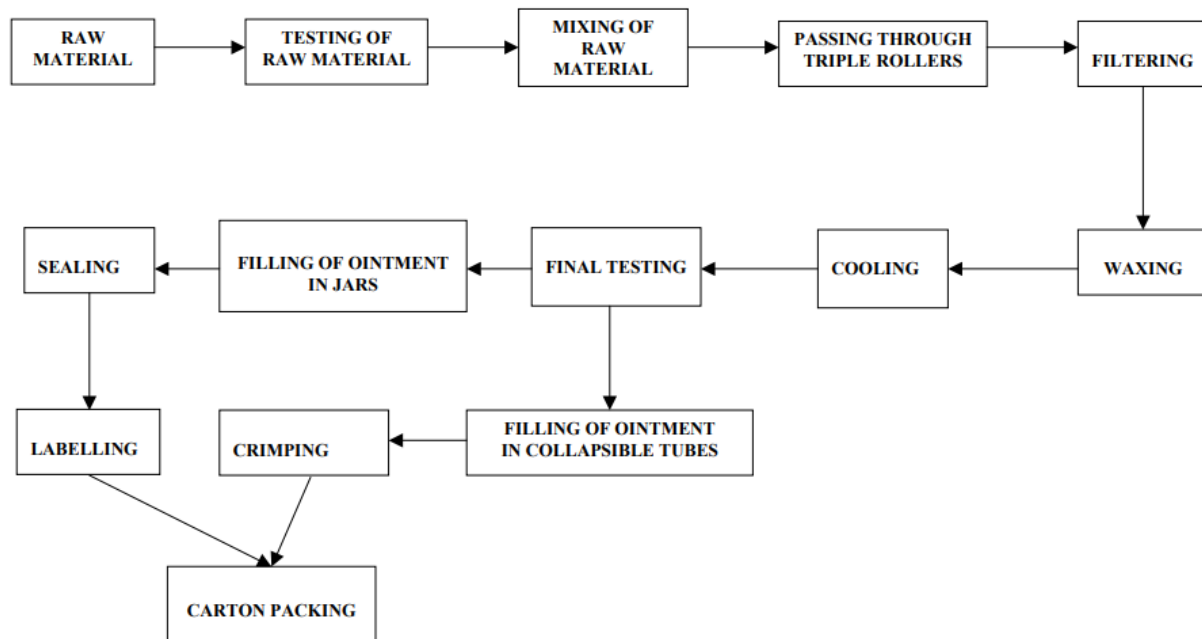 RAW
MATERIAL
TESTING OF
RAW MATERIAL
MIXING OF
RAW
MATERIAL
PASSING THROUGH
TRIPLE ROLLERS
FILTERING
SEALING
FILLING OF OINTMENT
IN JARS
FINAL TESTING
COOLING
WAXING
LABELLING
CRIMPING
FILLING OF OINTMENT
IN COLLAPSIBLE TUBES
CARTON PACKING